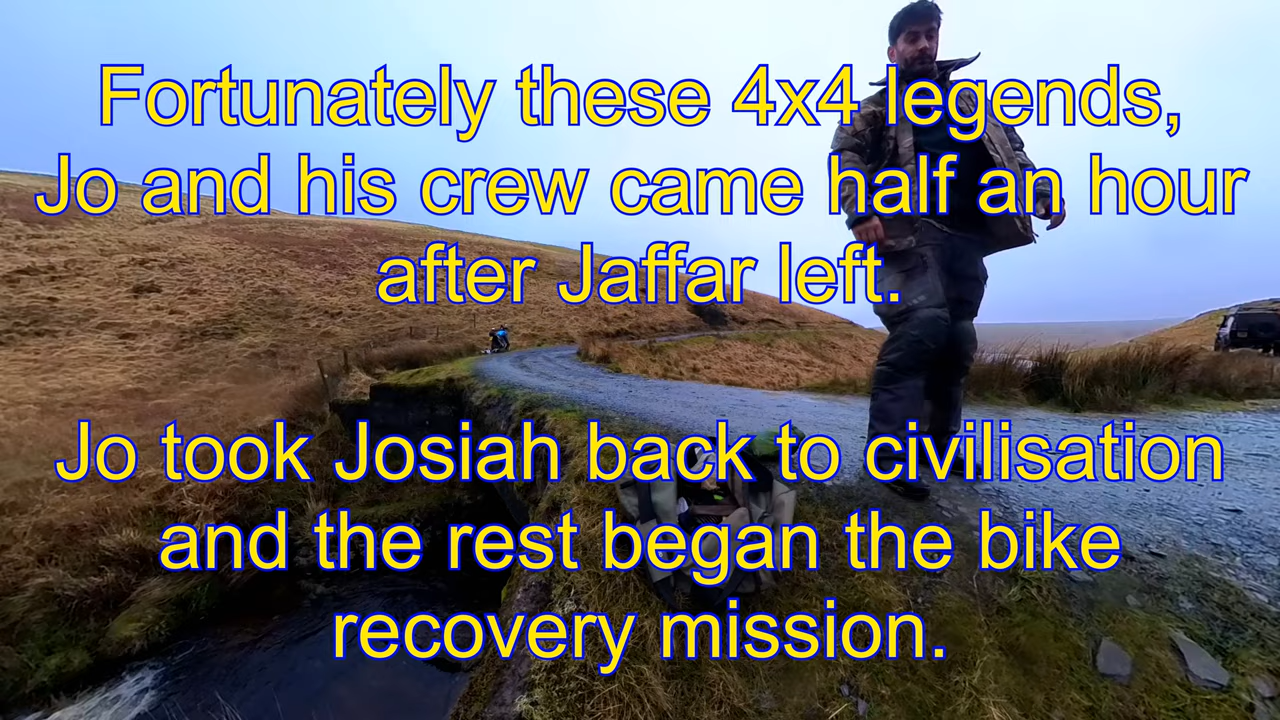 Fortunately these 4x4 legends,
Jo and his crew came half an hour
after Jaffar left.
Jo took Josiah back to civilisation
and the rest began the bike
recovery mission.